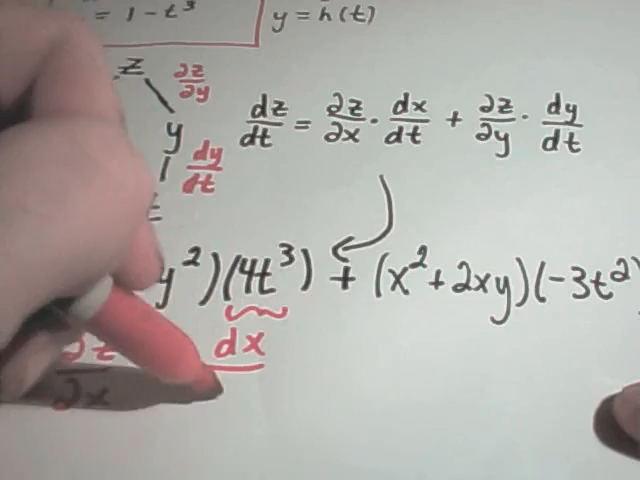 = 1 - t³ y = h(t)
z ∂z/∂y
y dz/dt = ∂z/∂x · dx/dt + ∂z/∂y · dy/dt
dy/dt
t
y²)(4t³) + (x² + 2xy)(-3t²)
∂z/∂x dx